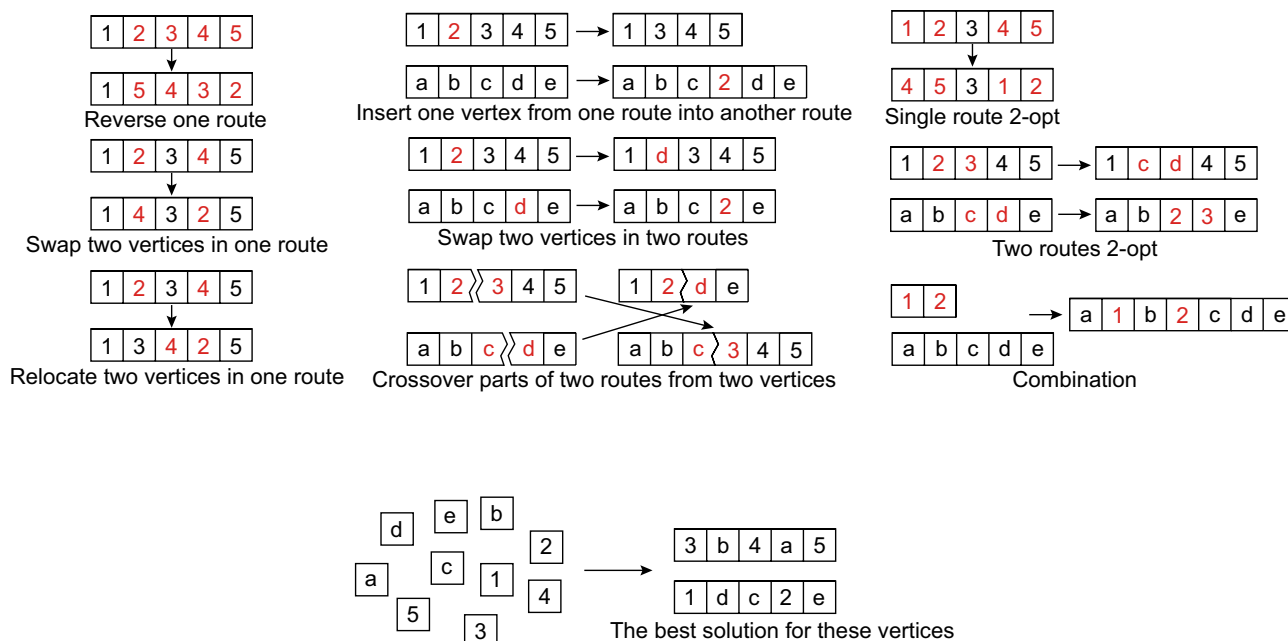 1 2 3 4 5
1 5 4 3 2
Reverse one route
1 2 3 4 5
1 4 3 2 5
Swap two vertices in one route
1 2 3 4 5
1 3 4 2 5
Relocate two vertices in one route
1 2 3 4 5 1 3 4 5
a b c d e a b c 2 d e
Insert one vertex from one route into another route
1 2 3 4 5 1 d 3 4 5
a b c d e a b c 2 e
Swap two vertices in two routes
1 2 3 4 5 1 2 d e
a b c d e a b c 3 4 5
Crossover parts of two routes from two vertices
1 2 3 4 5
4 5 3 1 2
Single route 2-opt
1 2 3 4 5 1 c d 4 5
a b c d e a b 2 3 e
Two routes 2-opt
1 2
a 1 b 2 c d e
a b c d e
Combination
d e b 2
a c 1 4
5 3
3 b 4 a 5
1 d c 2 e
The best solution for these vertices